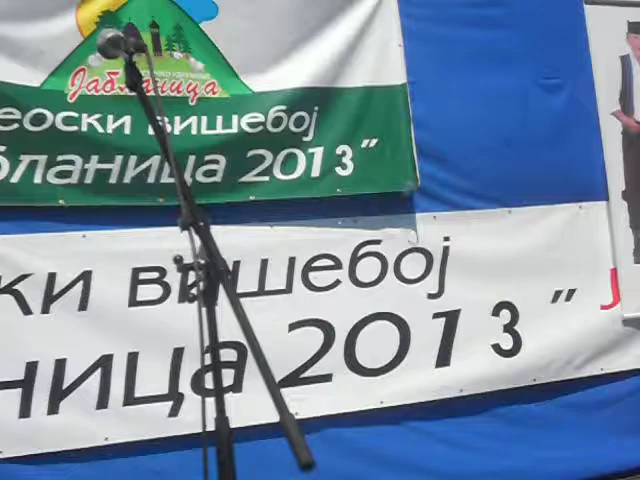 Јабланица
еоски вишебој
бланица 2013"
ки вишебој
ница 2013"
Ј